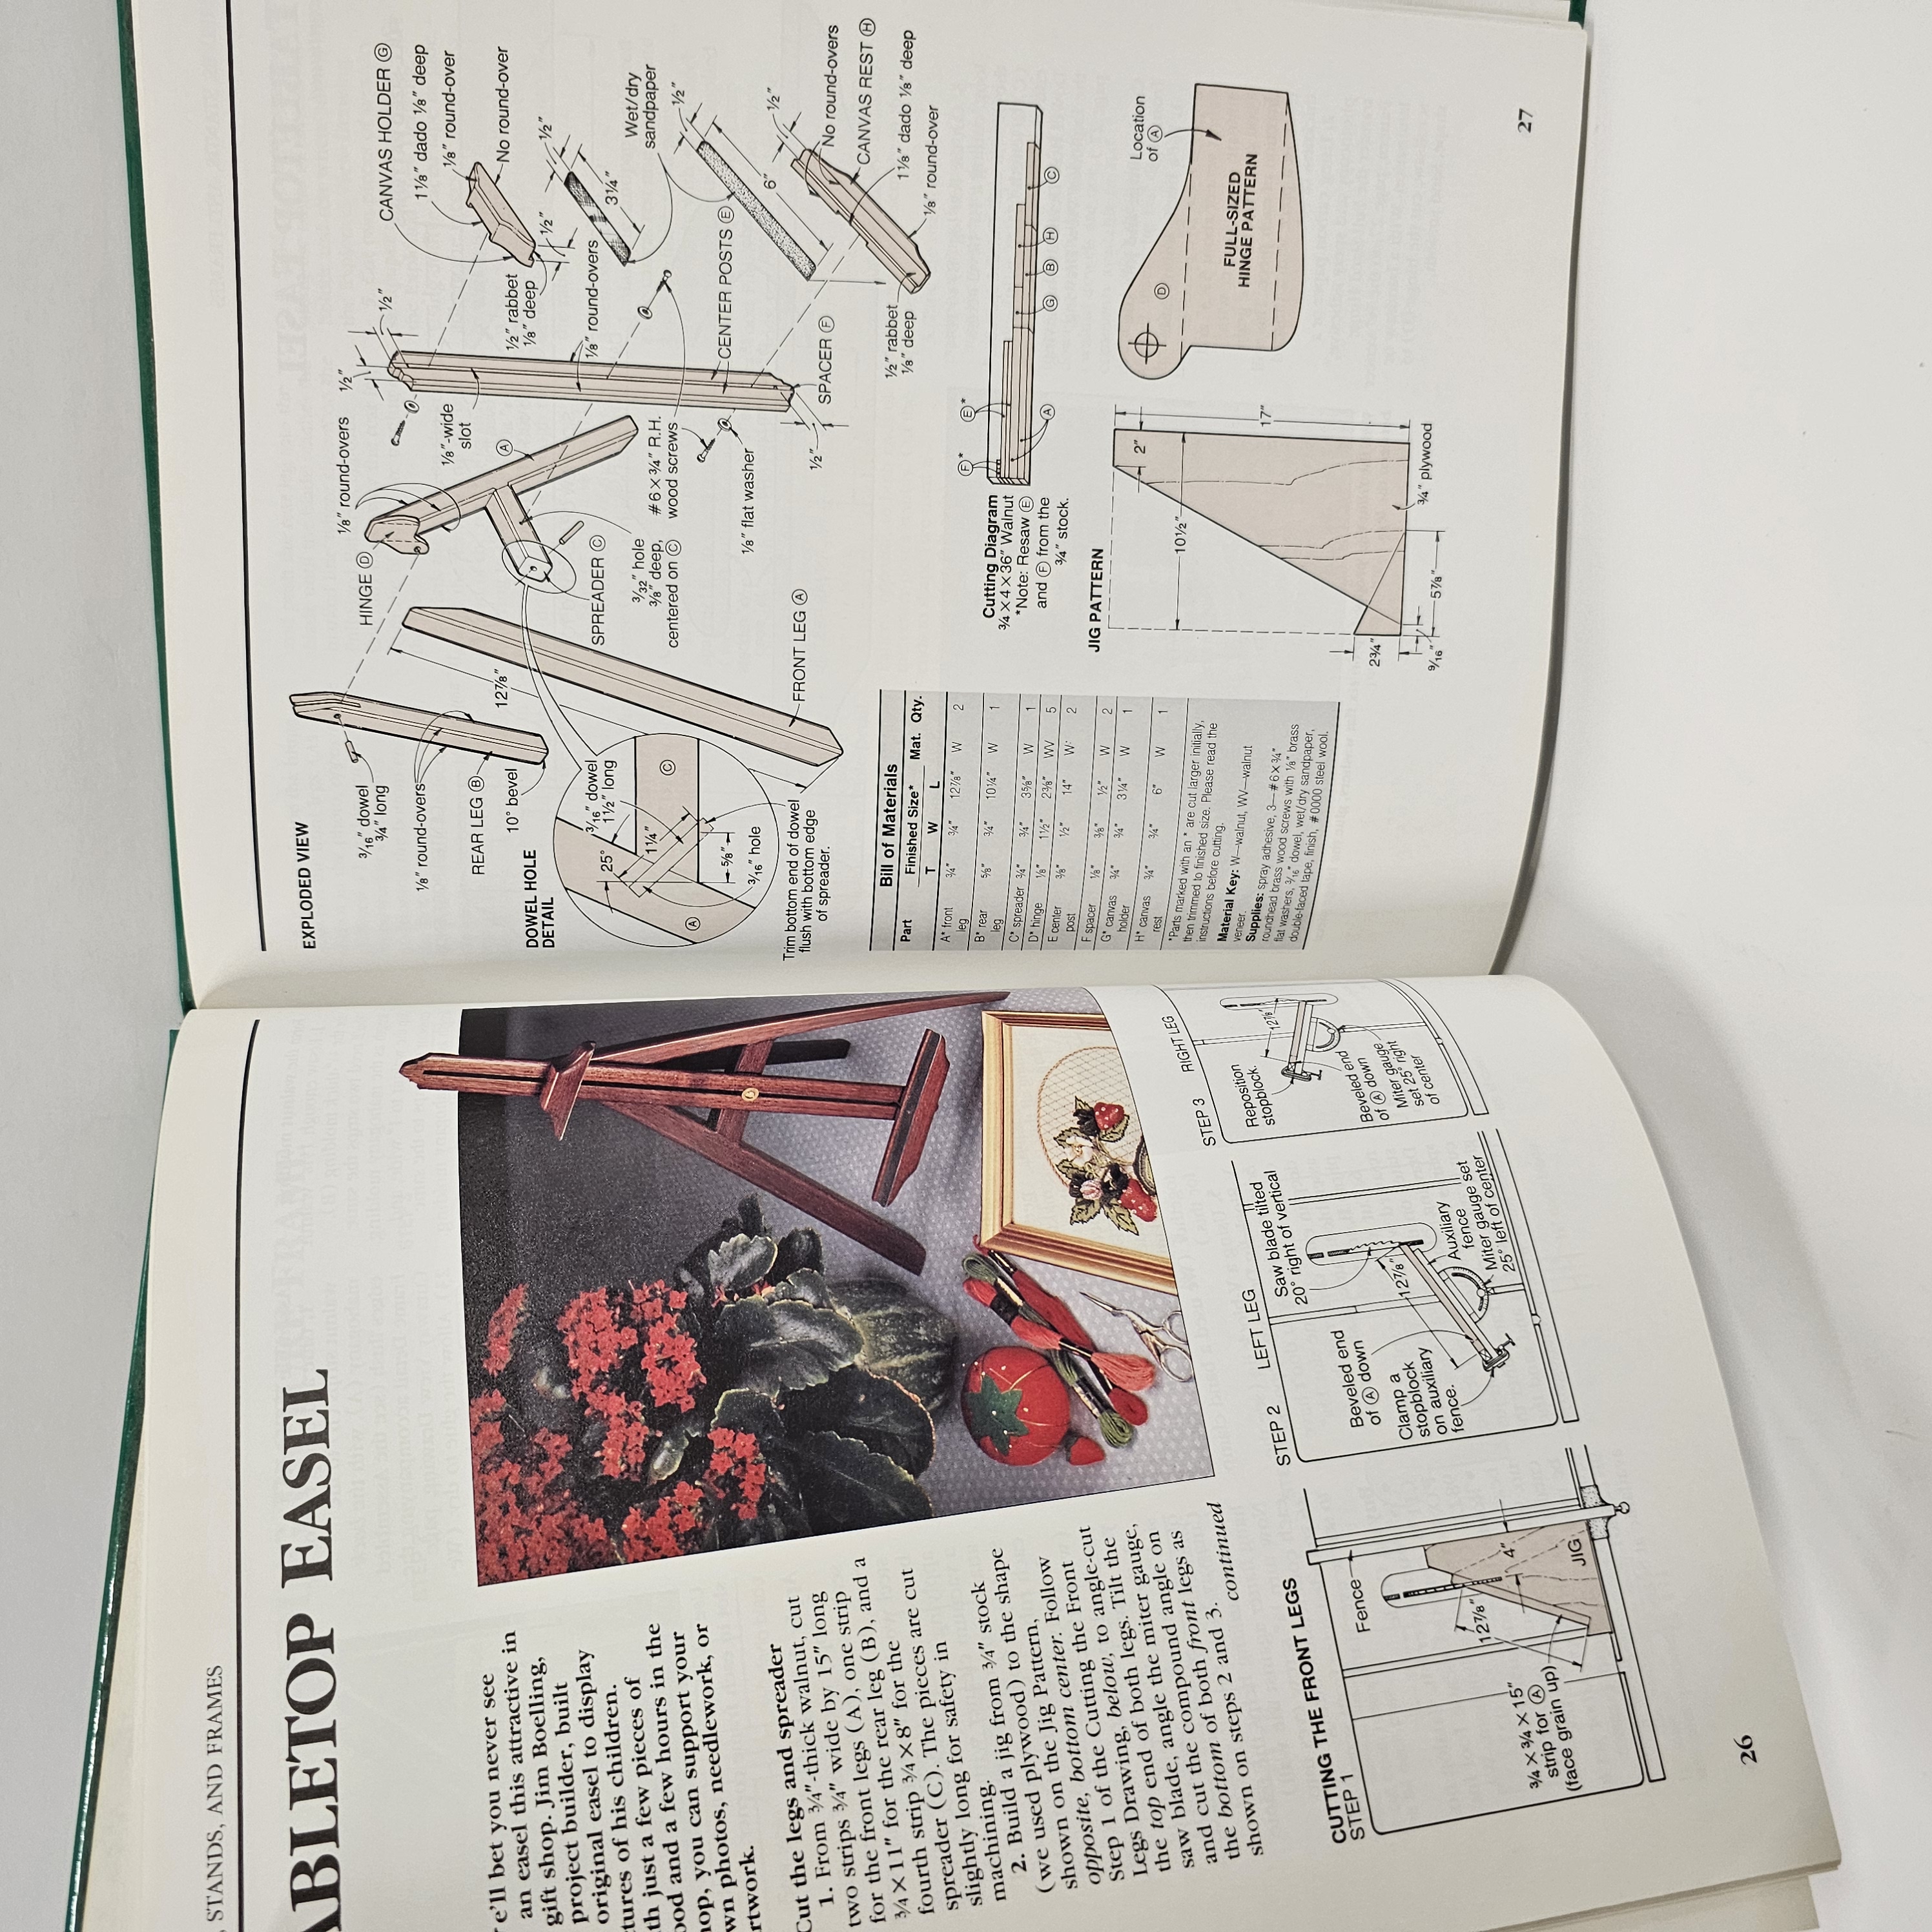 , STANDS, AND FRAMES
ABLETOP EASEL
e'll bet you never see
an easel this attractive in
gift shop. Jim Boelling,
project builder, built
original easel to display
tures of his children.
th just a few pieces of
ood and a few hours in the
hop, you can support your
wn photos, needlework, or
rtwork.
Cut the legs and spreader
1. From ¾"-thick walnut, cut
two strips ¾" wide by 15" long
for the front legs (A), one strip
¾×11" for the rear leg (B), and a
fourth strip ¾×8" for the
spreader (C). The pieces are cut
slightly long for safety in
machining.
2. Build a jig from ¾" stock
(we used plywood) to the shape
shown on the Jig Pattern,
opposite, bottom center. Follow
Step 1 of the Cutting the Front
Legs Drawing, below, to angle-cut
the top end of both legs. Tilt the
saw blade, angle the miter gauge,
and cut the compound angle on
the bottom of both front legs as
shown on steps 2 and 3.
continued
CUTTING THE FRONT LEGS
STEP 1
Fence
12⅞"
4"
¾×¾×15"
strip for Ⓐ
(face grain up)
JIG
STEP 2
LEFT LEG
Saw blade tilted
20° right of vertical
Beveled end
of Ⓐ down
Clamp a
stopblock
on auxiliary
fence.
12⅞"
Auxiliary
fence
Miter gauge set
25° left of center
STEP 3
RIGHT LEG
Reposition
stopblock.
12⅞"
Beveled end
of Ⓐ down
Miter gauge
set 25° right
of center
26
EXPLODED VIEW
3/16" dowel
¾" long
⅛" round-overs
REAR LEG Ⓑ
10° bevel
12⅞"
HINGE Ⓓ
⅛" round-overs
½"
½"
CANVAS HOLDER Ⓖ
1⅛" dado ⅛" deep
⅛" round-over
No round-over
⅛"-wide
slot
½" rabbet
⅛" deep
½"
½"
3¼"
Ⓐ
DOWEL HOLE
DETAIL
25°
3/16" dowel
1½" long
1¼"
Ⓒ
Ⓐ
⅝"
3/16" hole
Trim bottom end of dowel
flush with bottom edge
of spreader.
SPREADER Ⓒ
3/32" hole
⅜" deep,
centered on Ⓒ
#6×¾" R.H.
wood screws
⅛" round-overs
Wet/dry
sandpaper
½"
6"
½"
⅛" flat washer
CENTER POSTS Ⓔ
FRONT LEG Ⓐ
½"
SPACER Ⓕ
No round-overs
CANVAS REST Ⓗ
½" rabbet
⅛" deep
1⅛" dado ⅛" deep
⅛" round-over
Bill of Materials
Part Finished Size* Mat. Qty.
T W L
A* front leg ¾" ¾" 12⅞" W 2
B* rear leg ⅝" ¾" 10¼" W 1
C* spreader ¾" ¾" 3⅝" W 1
D* hinge ⅛" 1½" 2⅜" WV 5
E center post ⅜" ½" 14" W 2
F spacer ⅛" ⅜" ½" W 2
G* canvas holder ¾" ¾" 3¼" W 1
H* canvas rest ¾" ¾" 6" W 1
*Parts marked with an * are cut larger initially,
then trimmed to finished size. Please read the
instructions before cutting.
Material Key: W—walnut, WV—walnut
veneer.
Supplies: spray adhesive, 3—#6×¾"
roundhead brass wood screws with ⅛" brass
flat washers, 3/16" dowel, wet/dry sandpaper,
double-faced tape, finish, #0000 steel wool.
Cutting Diagram
¾×4×36" Walnut
*Note: Resaw Ⓔ
and Ⓕ from the
¾" stock.
Ⓕ* Ⓔ*
Ⓐ Ⓖ Ⓑ Ⓗ Ⓒ
JIG PATTERN
2"
10½"
17"
2¾"
9/16"
5⅞"
¾" plywood
Ⓓ
Location
of Ⓐ
FULL-SIZED
HINGE PATTERN
27